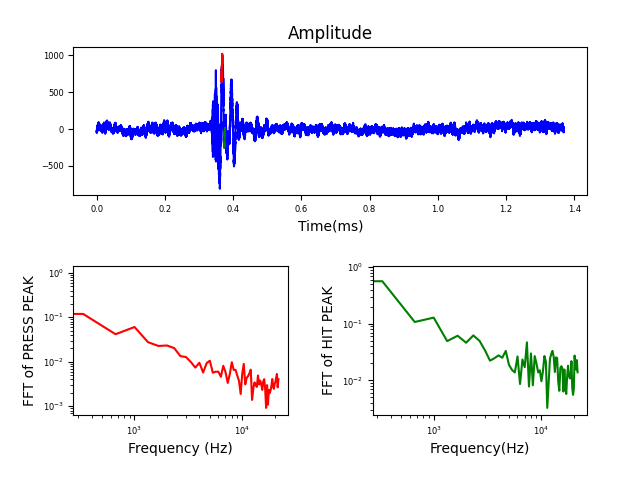 Amplitude
1000
500
0
−500
0.0 0.2 0.4 0.6 0.8 1.0 1.2 1.4
Time(ms)
FFT of PRESS PEAK
10⁰
10⁻¹
10⁻²
10⁻³
10³ 10⁴
Frequency (Hz)
FFT of HIT PEAK
10⁰
10⁻¹
10⁻²
10³ 10⁴
Frequency(Hz)